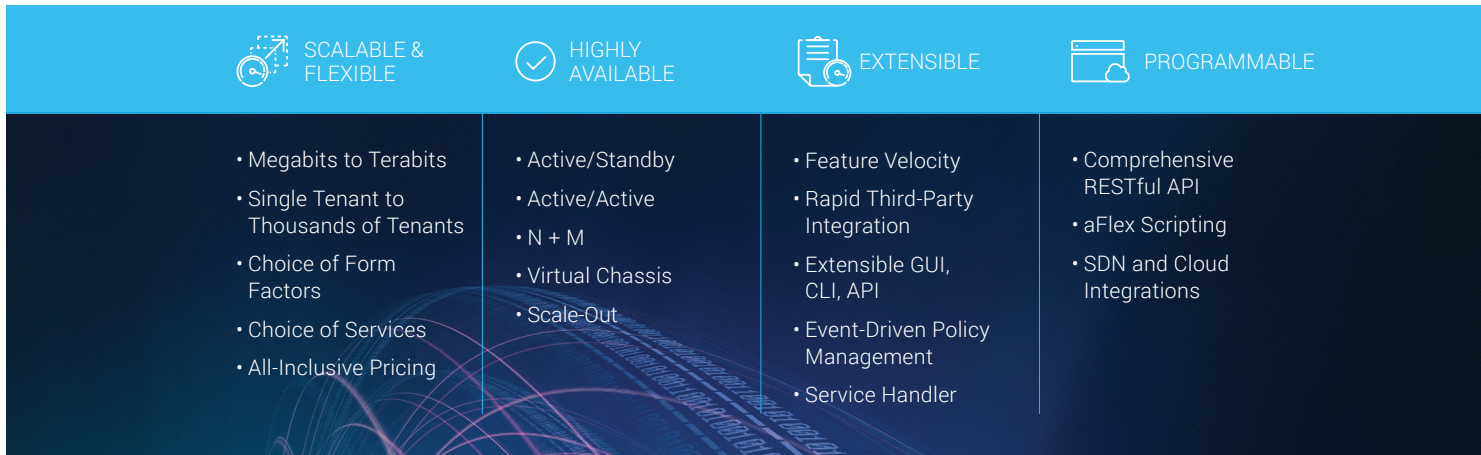 SCALABLE &
FLEXIBLE
HIGHLY
AVAILABLE
EXTENSIBLE
PROGRAMMABLE
• Megabits to Terabits
• Single Tenant to
Thousands of Tenants
• Choice of Form
Factors
• Choice of Services
• All-Inclusive Pricing
• Active/Standby
• Active/Active
• N + M
• Virtual Chassis
• Scale-Out
• Feature Velocity
• Rapid Third-Party
Integration
• Extensible GUI,
CLI, API
• Event-Driven Policy
Management
• Service Handler
• Comprehensive
RESTful API
• aFlex Scripting
• SDN and Cloud
Integrations